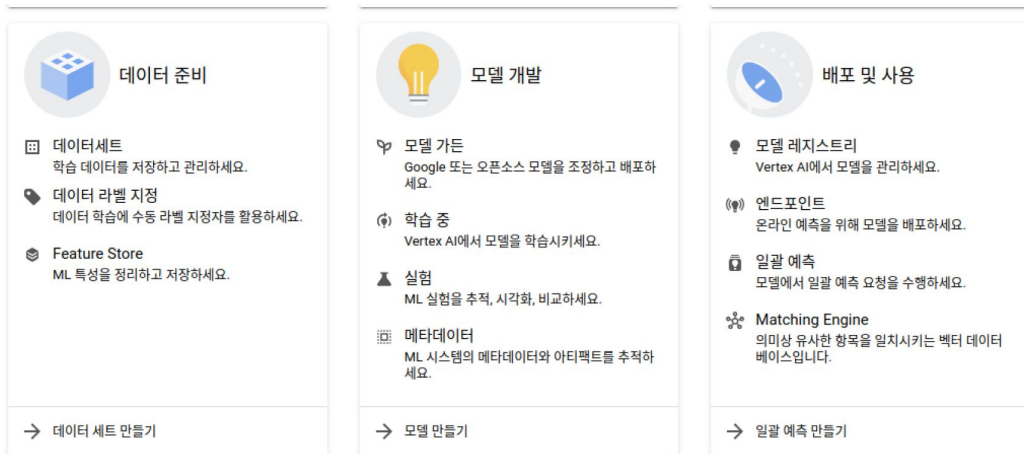 데이터 준비
데이터세트
학습 데이터를 저장하고 관리하세요.
데이터 라벨 지정
데이터 학습에 수동 라벨 지정자를 활용하세요.
Feature Store
ML 특성을 정리하고 저장하세요.
데이터 세트 만들기
모델 개발
모델 가든
Google 또는 오픈소스 모델을 조정하고 배포하
세요.
학습 중
Vertex AI에서 모델을 학습시키세요.
실험
ML 실험을 추적, 시각화, 비교하세요.
메타데이터
ML 시스템의 메타데이터와 아티팩트를 추적하
세요.
모델 만들기
배포 및 사용
모델 레지스트리
Vertex AI에서 모델을 관리하세요.
엔드포인트
온라인 예측을 위해 모델을 배포하세요.
일괄 예측
모델에서 일괄 예측 요청을 수행하세요.
Matching Engine
의미상 유사한 항목을 일치시키는 벡터 데이터
베이스입니다.
일괄 예측 만들기